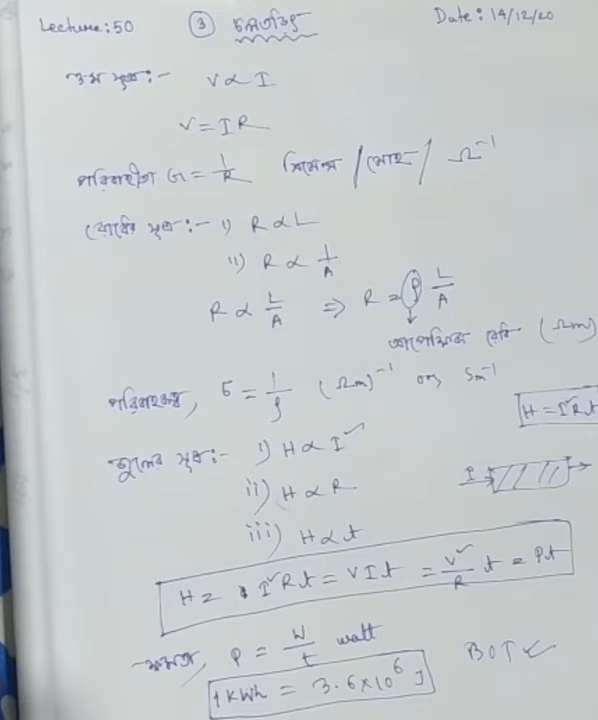 Lecture: 50 ③ চলতড়িৎ Date: 14/12/20
ওহম সূত্র:- V∝I
V=IR
পরিবাহীতা G = 1/R সিমেন্স / মোহ / Ω⁻¹
রোধের সূত্র:- i) R∝L
ii) R ∝ 1/A
R ∝ L/A ⇒ R = ρ L/A
আপেক্ষিক রোধ (Ωm)
পরিবাহকত্ব, σ = 1/ρ (Ωm)⁻¹ or, Sm⁻¹
H = I²Rt
জুলের সূত্র:- i) H∝I²
I
ii) H∝R
iii) H∝t
H = I²Rt = VIt = V²/R t = Pt
ক্ষমতা, P = W/t watt
BOT
1 kWh = 3.6×10⁶ J